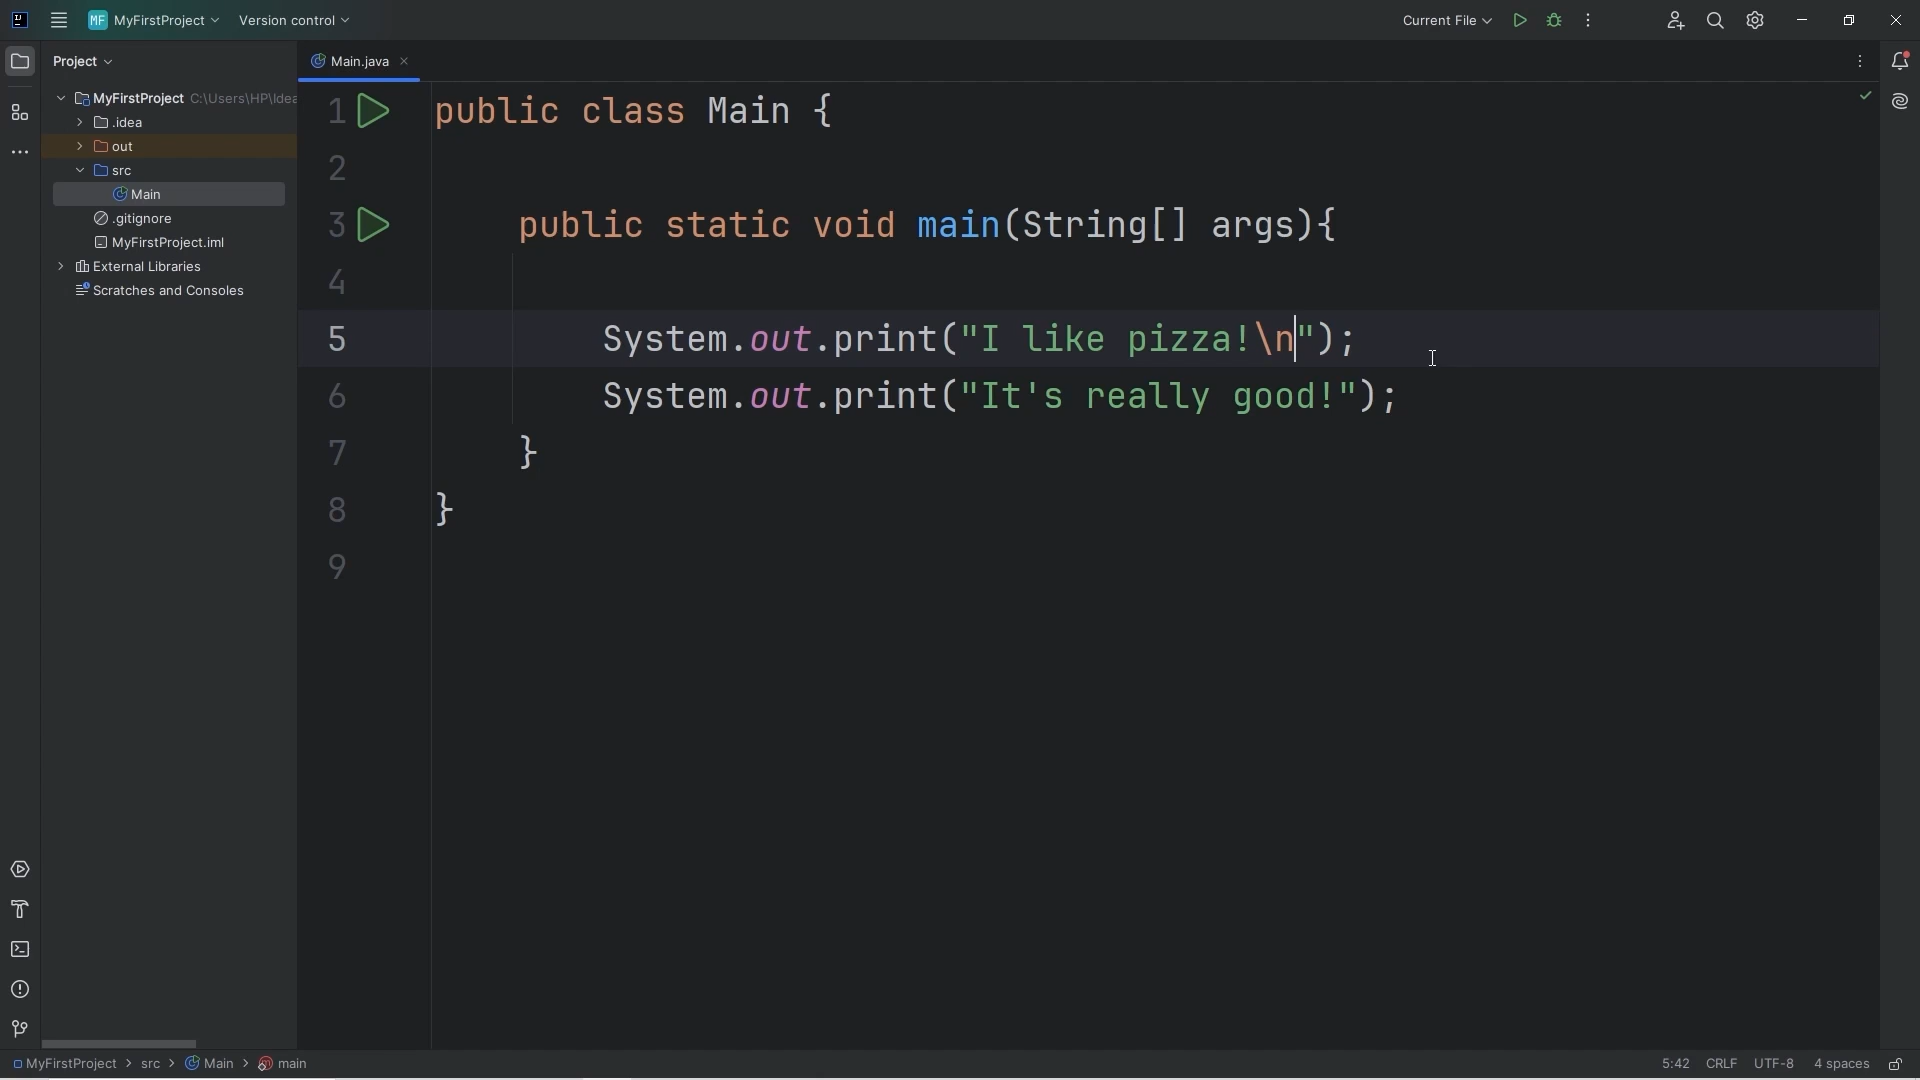 MF MyFirstProject Version control Current File
Project
Main.java
MyFirstProject C:\Users\HP\Idea
.idea
out
src
Main
.gitignore
MyFirstProject.iml
External Libraries
Scratches and Consoles
1 public class Main {
2
3 public static void main(String[] args){
4
5 System.out.print("I like pizza!\n");
6 System.out.print("It's really good!");
7 }
8 }
9
MyFirstProject > src > Main > main 5:42 CRLF UTF-8 4 spaces